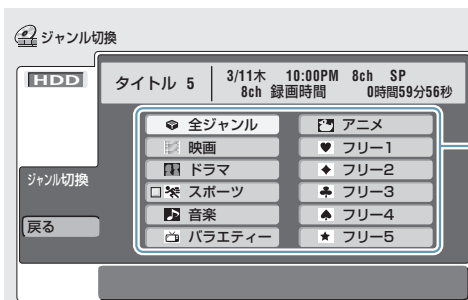 ジャンル切換
HDD
タイトル 5
3/11木 10:00PM 8ch SP
8ch 録画時間 0時間59分56秒
全ジャンル
映画
ドラマ
スポーツ
音楽
バラエティー
アニメ
フリー1
フリー2
フリー3
フリー4
フリー5
ジャンル切換
戻る